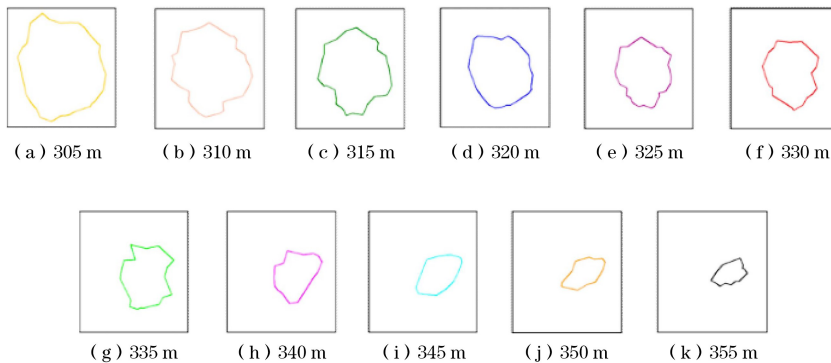 (a) 305 m (b) 310 m (c) 315 m (d) 320 m (e) 325 m (f) 330 m
(g) 335 m (h) 340 m (i) 345 m (j) 350 m (k) 355 m